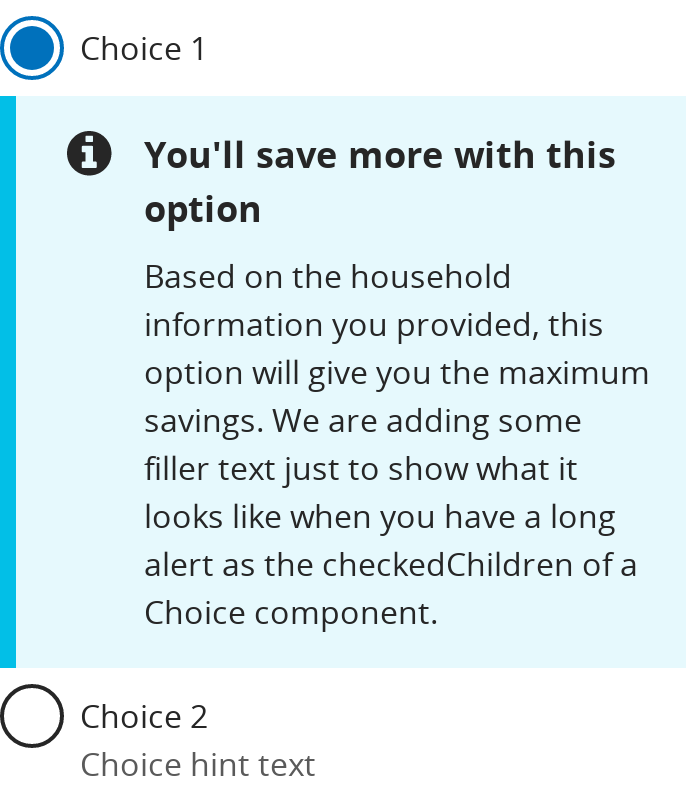 Choice 1
You'll save more with this
option
Based on the household
information you provided, this
option will give you the maximum
savings. We are adding some
filler text just to show what it
looks like when you have a long
alert as the checkedChildren of a
Choice component.
Choice 2
Choice hint text